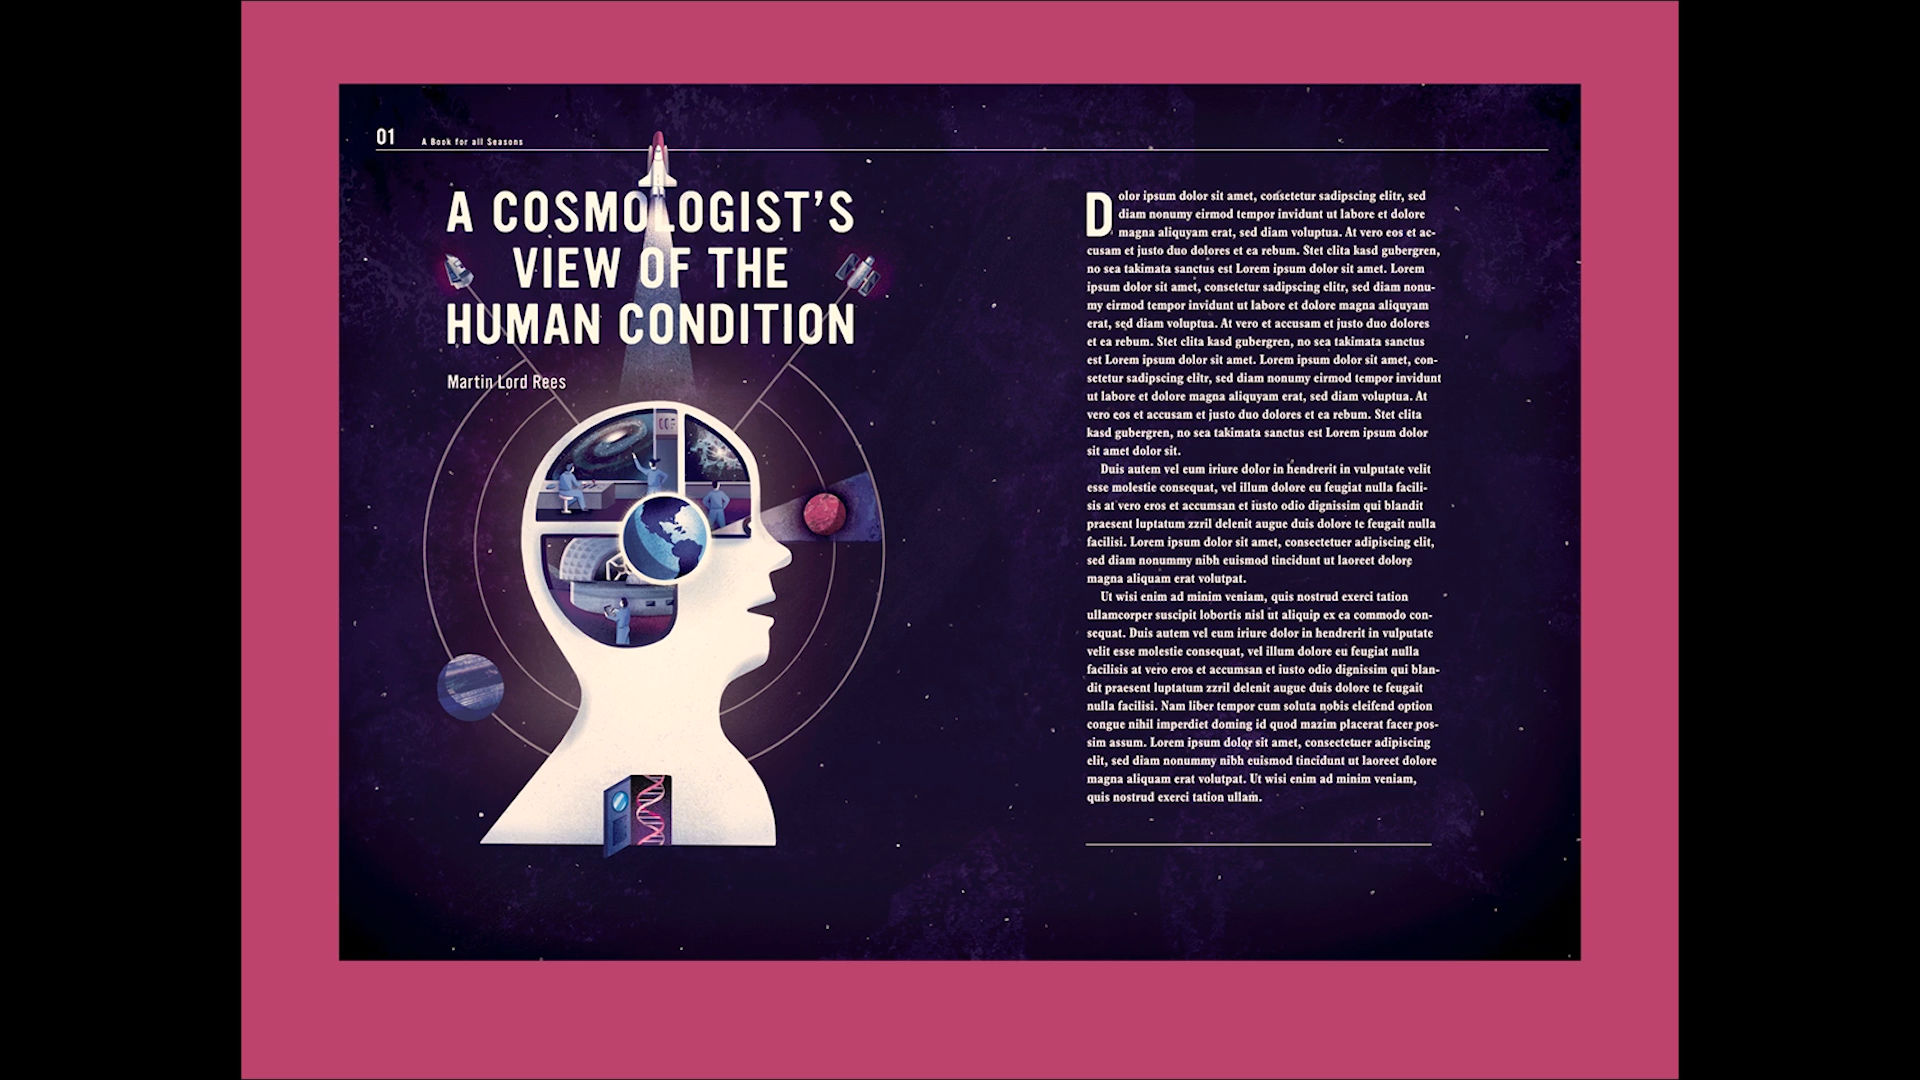 01
A Book for all Seasons
A COSMOLOGIST’S
VIEW OF THE
HUMAN CONDITION
Martin Lord Rees
Dolor ipsum dolor sit amet, consetetur sadipscing elitr, sed
diam nonumy eirmod tempor invidunt ut labore et dolore
magna aliquyam erat, sed diam voluptua. At vero eos et ac-
cusam et justo duo dolores et ea rebum. Stet clita kasd gubergren,
no sea takimata sanctus est Lorem ipsum dolor sit amet. Lorem
ipsum dolor sit amet, consetetur sadipscing elitr, sed diam nonu-
my eirmod tempor invidunt ut labore et dolore magna aliquyam
erat, sed diam voluptua. At vero et accusam et justo duo dolores
et ea rebum. Stet clita kasd gubergren, no sea takimata sanctus
est Lorem ipsum dolor sit amet. Lorem ipsum dolor sit amet, con-
setetur sadipscing elitr, sed diam nonumy eirmod tempor invidunt
ut labore et dolore magna aliquyam erat, sed diam voluptua. At
vero eos et accusam et justo duo dolores et ea rebum. Stet clita
kasd gubergren, no sea takimata sanctus est Lorem ipsum dolor
sit amet dolor sit.
Duis autem vel eum iriure dolor in hendrerit in vulputate velit
esse molestie consequat, vel illum dolore eu feugiat nulla facili-
sis at vero eros et accumsan et iusto odio dignissim qui blandit
praesent luptatum zzril delenit augue duis dolore te feugait nulla
facilisi. Lorem ipsum dolor sit amet, consectetuer adipiscing elit,
sed diam nonummy nibh euismod tincidunt ut laoreet dolore
magna aliquam erat volutpat.
Ut wisi enim ad minim veniam, quis nostrud exerci tation
ullamcorper suscipit lobortis nisl ut aliquip ex ea commodo con-
sequat. Duis autem vel eum iriure dolor in hendrerit in vulputate
velit esse molestie consequat, vel illum dolore eu feugiat nulla
facilisis at vero eros et accumsan et iusto odio dignissim qui blan-
dit praesent luptatum zzril delenit augue duis dolore te feugait
nulla facilisi. Nam liber tempor cum soluta nobis eleifend option
congue nihil imperdiet doming id quod mazim placerat facer pos-
sim assum. Lorem ipsum dolor sit amet, consectetuer adipiscing
elit, sed diam nonummy nibh euismod tincidunt ut laoreet dolore
magna aliquam erat volutpat. Ut wisi enim ad minim veniam,
quis nostrud exerci tation ullam.